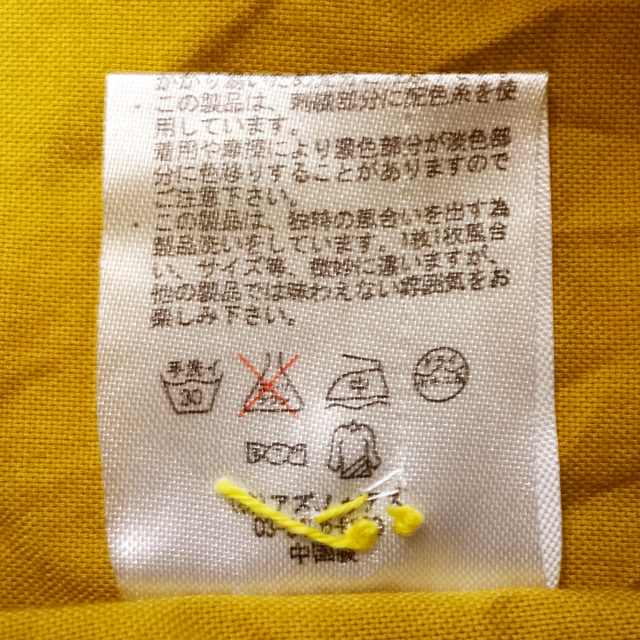 ・この製品は、刺繍部分に配色糸を使
用しています。
着用や摩擦により濃色部分が淡色部
分に色移りすることがありますので
ご注意下さい。
・この製品は、独特の風合いを出す為
製品洗いをしています。1枚1枚風合
い、サイズ等、微妙に違いますが、
他の製品では味わえない雰囲気をお
楽しみ下さい。
手洗イ
30
中
中国製